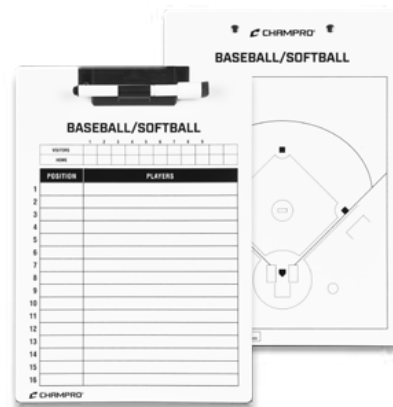 CHAMPRO
BASEBALL/SOFTBALL
BASEBALL/SOFTBALL
1 2 3 4 5 6 7 8 9
VISITORS
HOME
POSITION PLAYERS
1
2
3
4
5
6
7
8
9
10
11
12
13
14
15
16
CHAMPRO